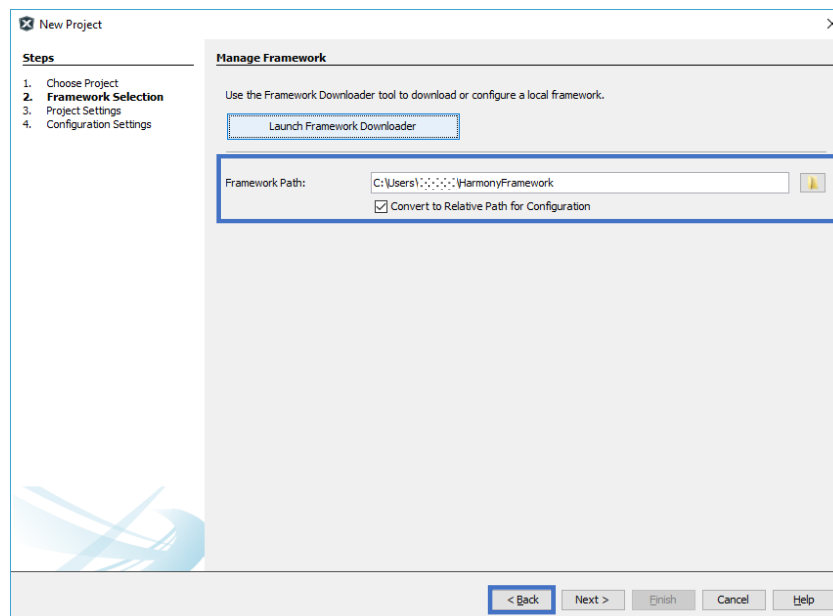 New Project
Steps
1. Choose Project
2. Framework Selection
3. Project Settings
4. Configuration Settings
Manage Framework
Use the Framework Downloader tool to download or configure a local framework.
Launch Framework Downloader
Framework Path: C:\Users\ \HarmonyFramework
Convert to Relative Path for Configuration
< Back Next > Finish Cancel Help